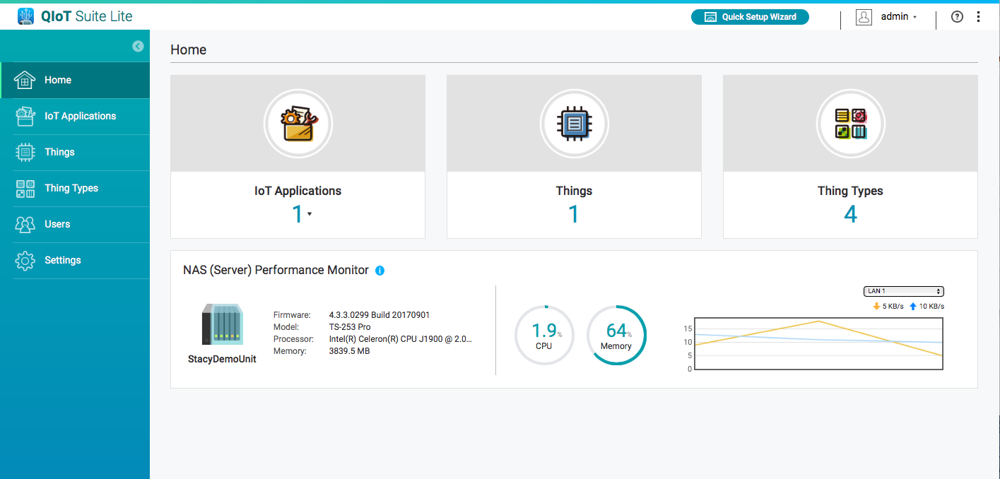 QIoT Suite Lite
Quick Setup Wizard
admin
?
Home
IoT Applications
Things
Thing Types
Users
Settings
Home
IoT Applications
1
Things
1
Thing Types
4
NAS (Server) Performance Monitor
i
StacyDemoUnit
Firmware: 4.3.3.0299 Build 20170901
Model: TS-253 Pro
Processor: Intel(R) Celeron(R) CPU J1900 @ 2.0...
Memory: 3839.5 MB
1.9%
CPU
64%
Memory
LAN 1
5 KB/s 10 KB/s
15
10
5
0